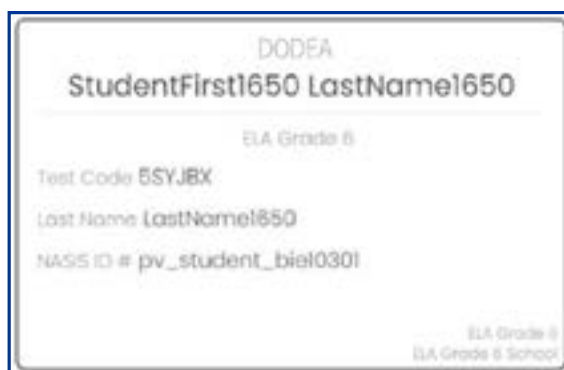 DODEA
StudentFirst1650 LastName1650
ELA Grade 6
Test Code 5SYJBX
Last Name LastName1650
NASIS ID # pv_student_bie10301
ELA Grade 6
ELA Grade 6 School